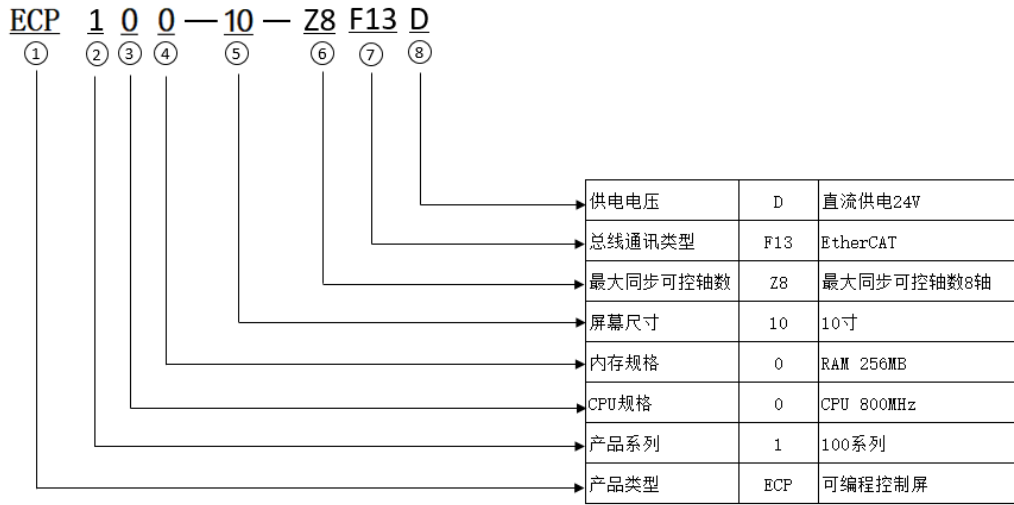 ECP 1 0 0 — 10 — Z8 F13 D
① ② ③ ④ ⑤ ⑥ ⑦ ⑧
供电电压 D 直流供电24V
总线通讯类型 F13 EtherCAT
最大同步可控轴数 Z8 最大同步可控轴数8轴
屏幕尺寸 10 10寸
内存规格 0 RAM 256MB
CPU规格 0 CPU 800MHz
产品系列 1 100系列
产品类型 ECP 可编程控制屏